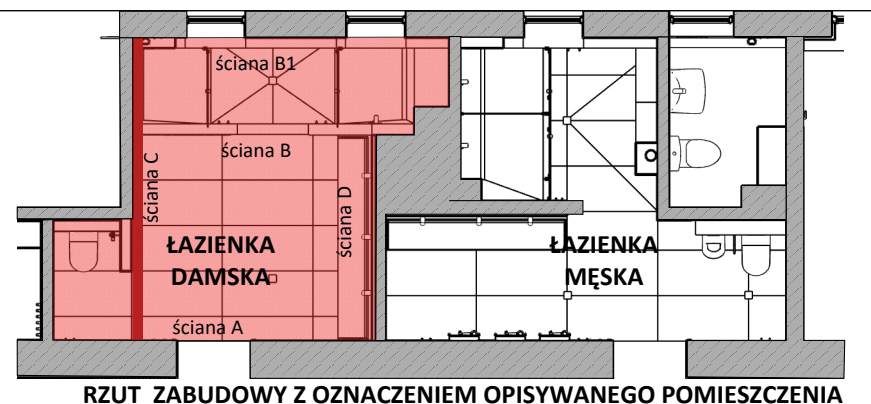 ściana B1
ściana B
ściana C
ściana D
ŁAZIENKA
DAMSKA
ŁAZIENKA
MĘSKA
ściana A
RZUT ZABUDOWY Z OZNACZENIEM OPISYWANEGO POMIESZCZENIA